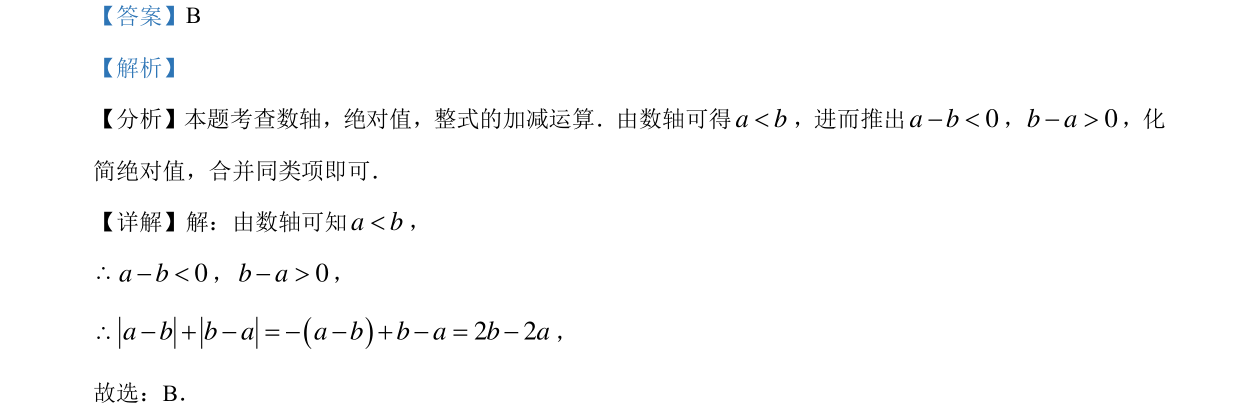 【答案】B
【解析】
【分析】本题考查数轴，绝对值，整式的加减运算．由数轴可得a<b，进而推出a−b<0，b−a>0，化
简绝对值，合并同类项即可．
【详解】解：由数轴可知a<b，
∴a−b<0，b−a>0，
∴|a−b|+|b−a|=−(a−b)+b−a=2b−2a，
故选：B．